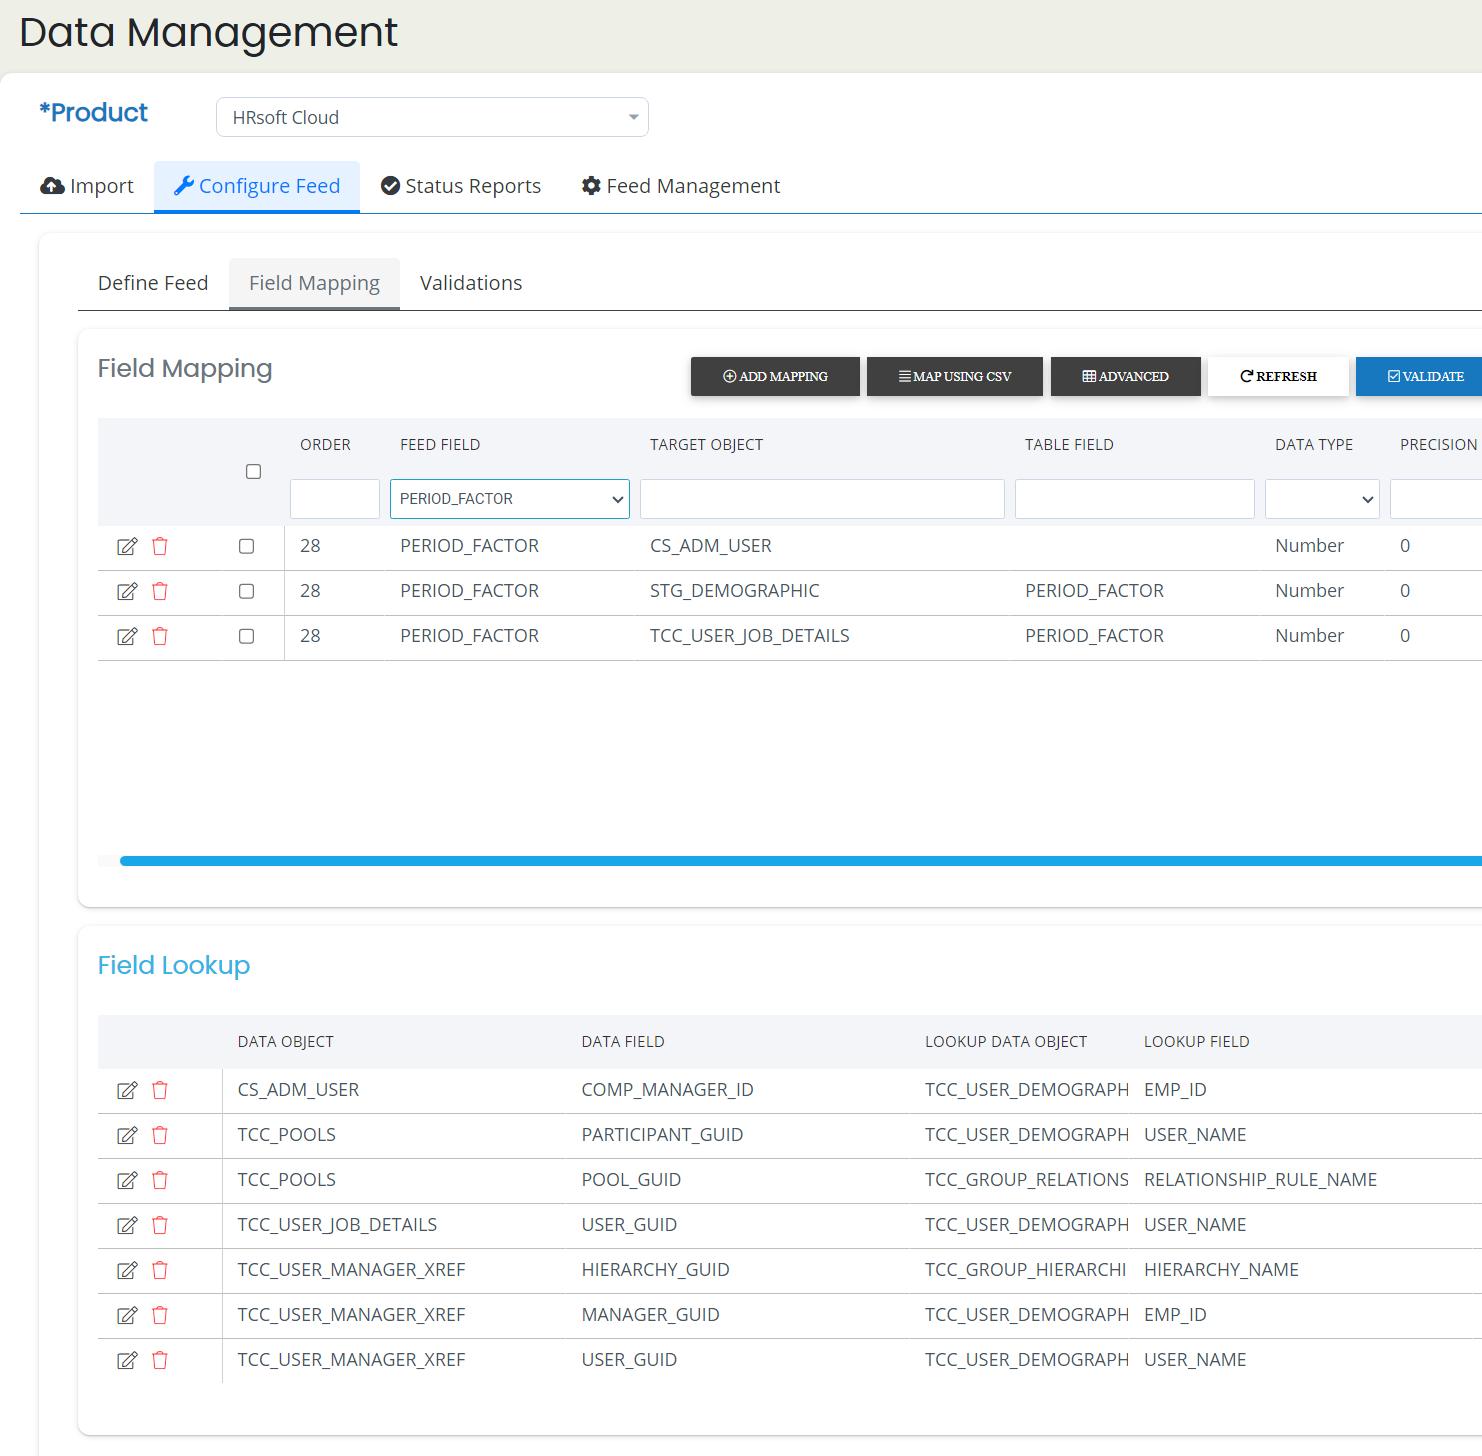 Data Management
*Product
HRsoft Cloud
Import
Configure Feed
Status Reports
Feed Management
Define Feed
Field Mapping
Validations
Field Mapping
ADD MAPPING
MAP USING CSV
ADVANCED
REFRESH
VALIDATE
ORDER FEED FIELD TARGET OBJECT TABLE FIELD DATA TYPE PRECISION
PERIOD_FACTOR
28 PERIOD_FACTOR CS_ADM_USER Number 0
28 PERIOD_FACTOR STG_DEMOGRAPHIC PERIOD_FACTOR Number 0
28 PERIOD_FACTOR TCC_USER_JOB_DETAILS PERIOD_FACTOR Number 0
Field Lookup
DATA OBJECT DATA FIELD LOOKUP DATA OBJECT LOOKUP FIELD
CS_ADM_USER COMP_MANAGER_ID TCC_USER_DEMOGRAPH EMP_ID
TCC_POOLS PARTICIPANT_GUID TCC_USER_DEMOGRAPH USER_NAME
TCC_POOLS POOL_GUID TCC_GROUP_RELATIONS RELATIONSHIP_RULE_NAME
TCC_USER_JOB_DETAILS USER_GUID TCC_USER_DEMOGRAPH USER_NAME
TCC_USER_MANAGER_XREF HIERARCHY_GUID TCC_GROUP_HIERARCHI HIERARCHY_NAME
TCC_USER_MANAGER_XREF MANAGER_GUID TCC_USER_DEMOGRAPH EMP_ID
TCC_USER_MANAGER_XREF USER_GUID TCC_USER_DEMOGRAPH USER_NAME